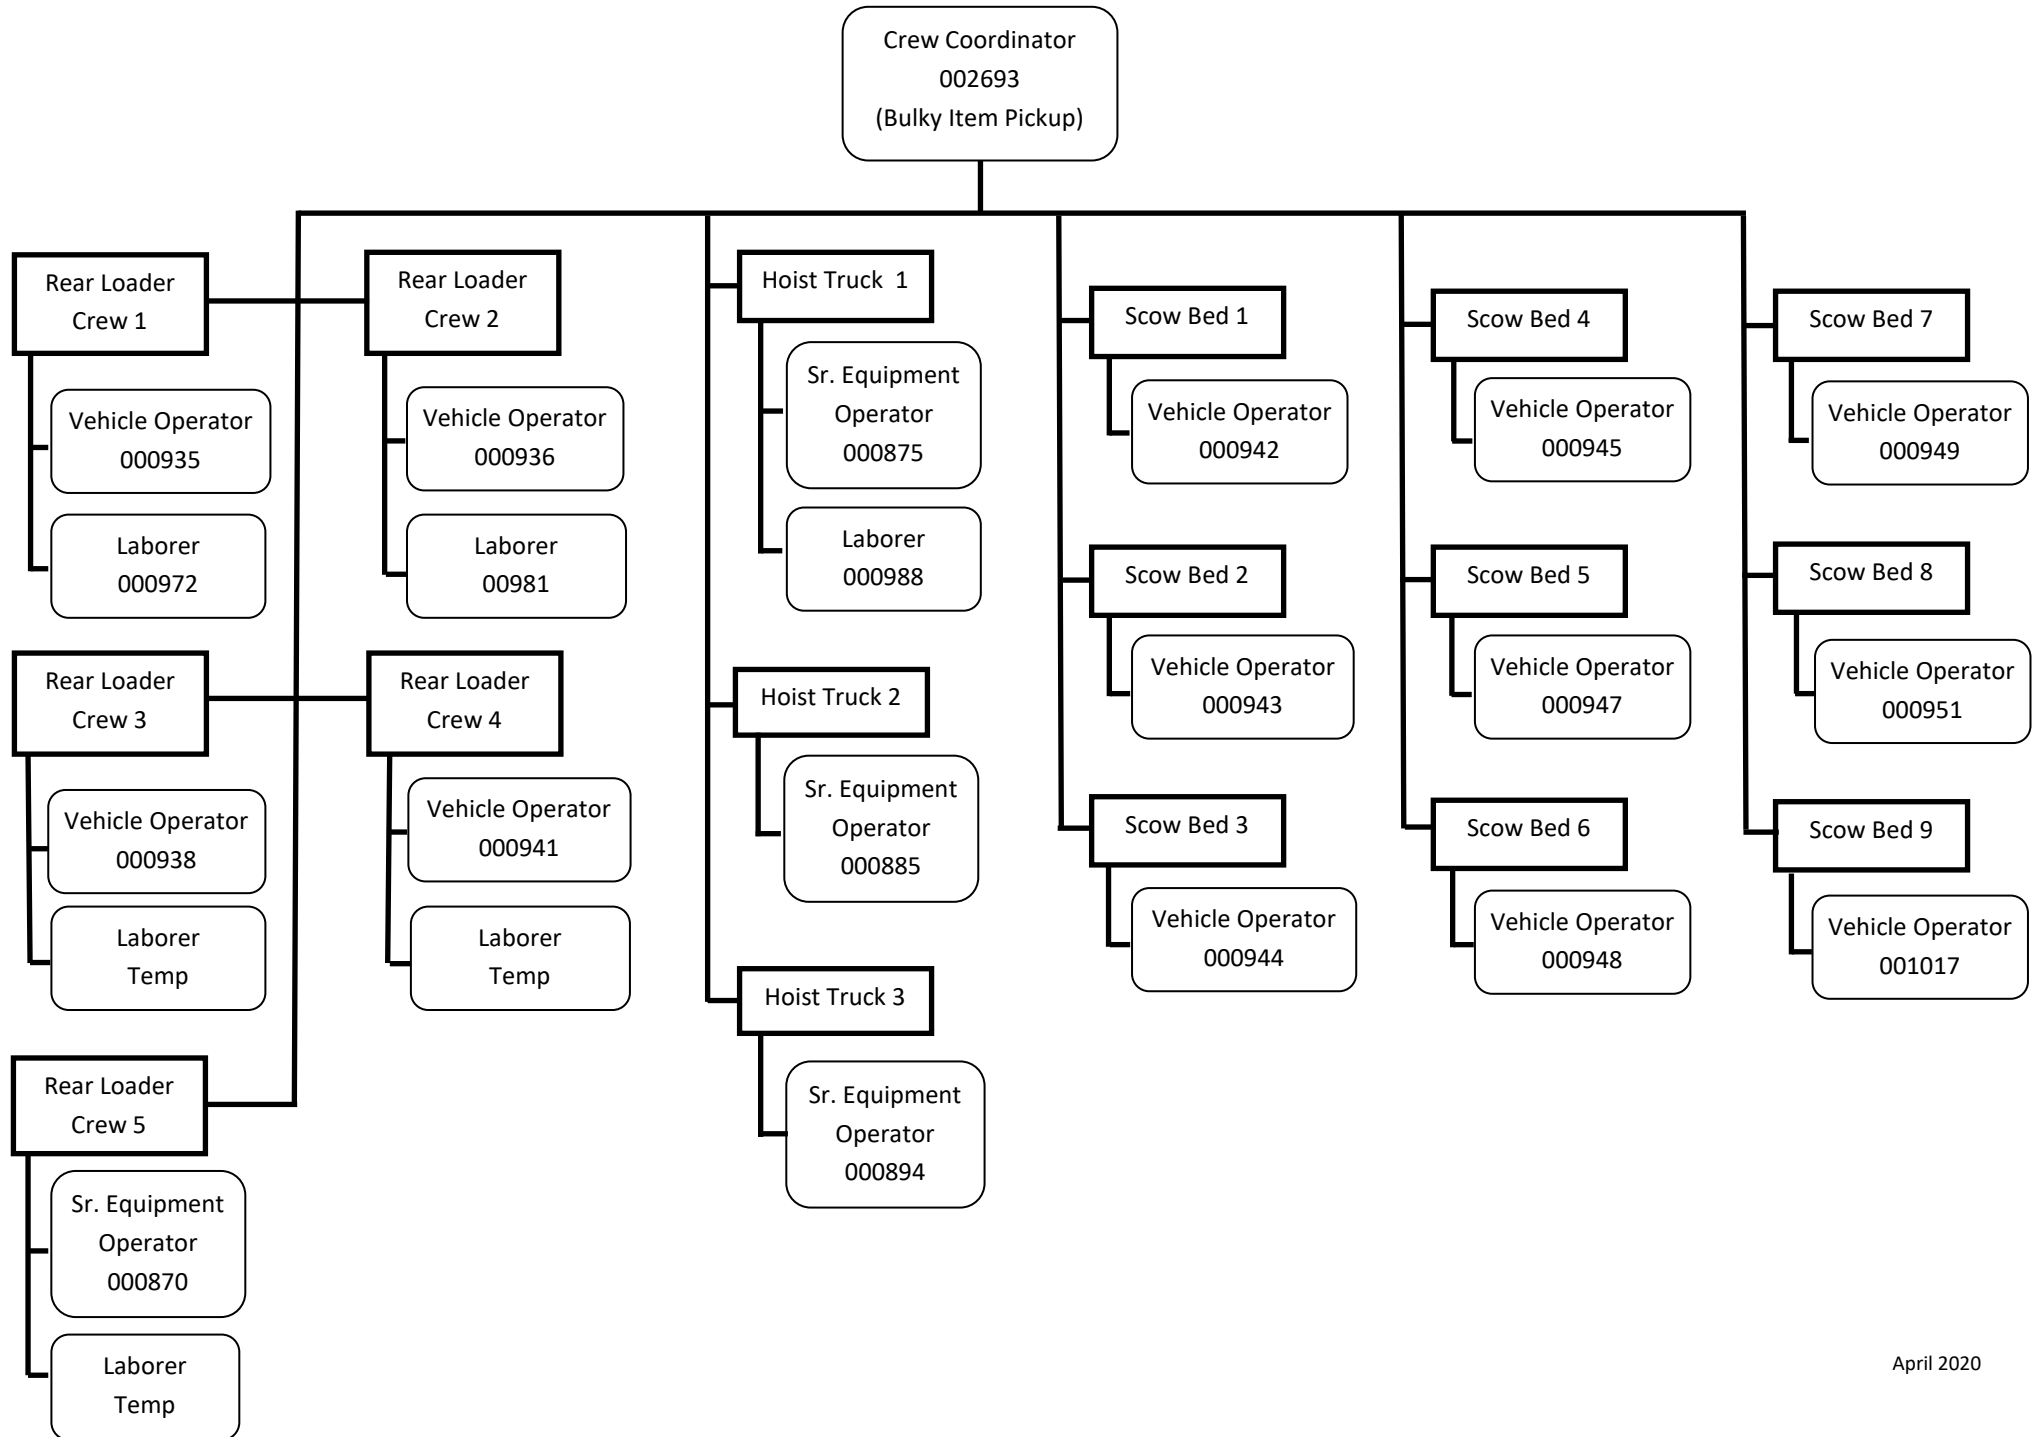 Crew Coordinator
002693
(Bulky Item Pickup)
Rear Loader
Crew 1
Vehicle Operator
000935
Laborer
000972
Rear Loader
Crew 2
Vehicle Operator
000936
Laborer
00981
Rear Loader
Crew 3
Vehicle Operator
000938
Laborer
Temp
Rear Loader
Crew 4
Vehicle Operator
000941
Laborer
Temp
Rear Loader
Crew 5
Sr. Equipment
Operator
000870
Laborer
Temp
Hoist Truck  1
Sr. Equipment
Operator
000875
Laborer
000988
Hoist Truck 2
Sr. Equipment
Operator
000885
Hoist Truck 3
Sr. Equipment
Operator
000894
Scow Bed 1
Vehicle Operator
000942
Scow Bed 2
Vehicle Operator
000943
Scow Bed 3
Vehicle Operator
000944
Scow Bed 4
Vehicle Operator
000945
Scow Bed 5
Vehicle Operator
000947
Scow Bed 6
Vehicle Operator
000948
Scow Bed 7
Vehicle Operator
000949
Scow Bed 8
Vehicle Operator
000951
Scow Bed 9
Vehicle Operator
001017
April 2020